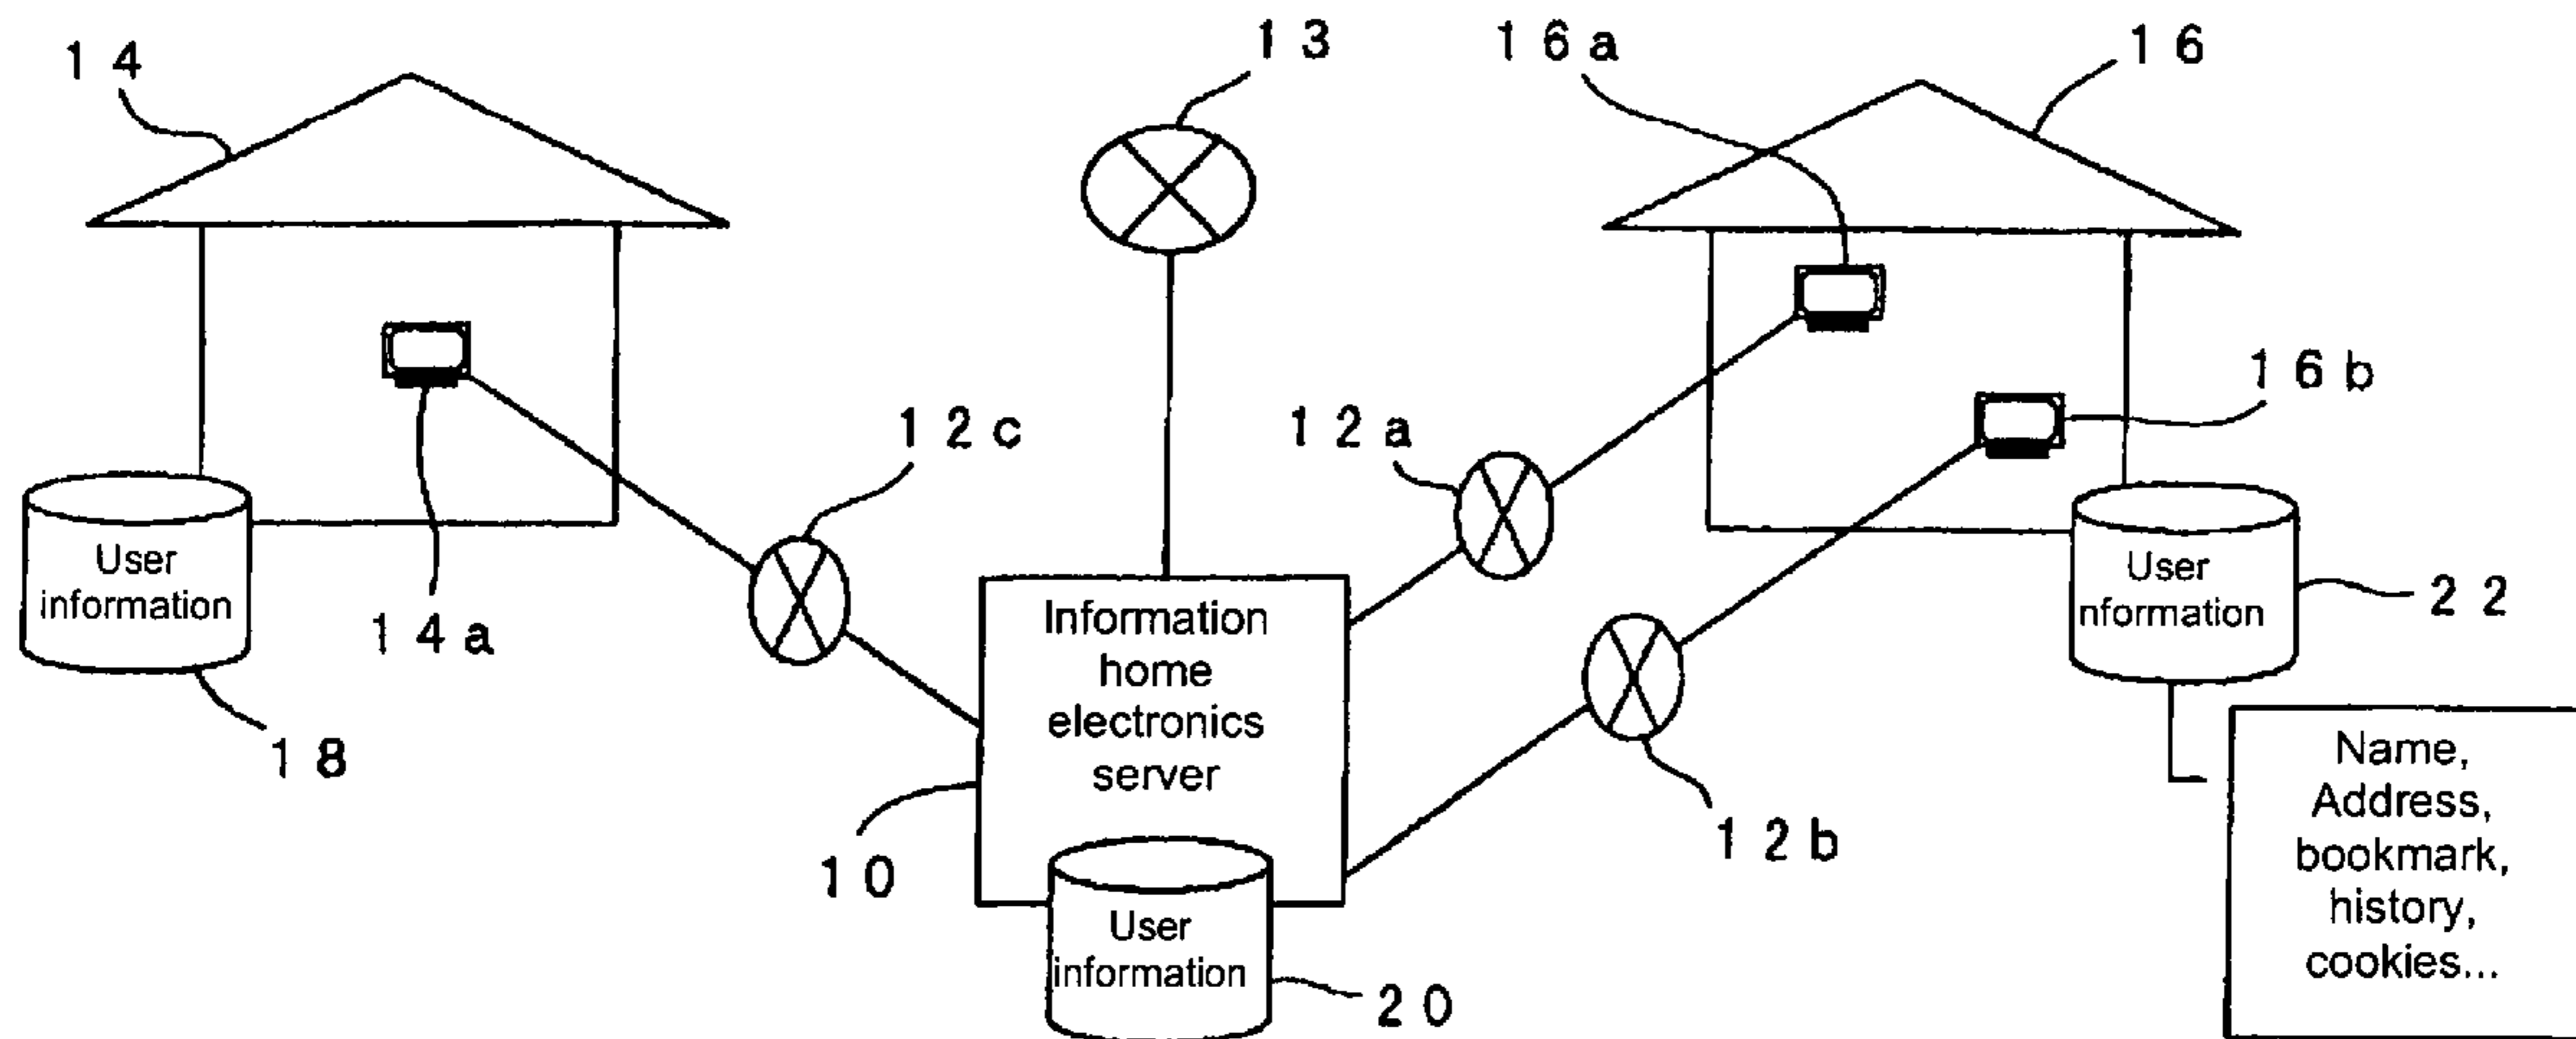 14
13
16a
16
16b
12c
12a
User
information
14a
18
Information
home
electronics
server
10
User
information
20
12b
User
nformation
22
Name,
Address,
bookmark,
history,
cookies...